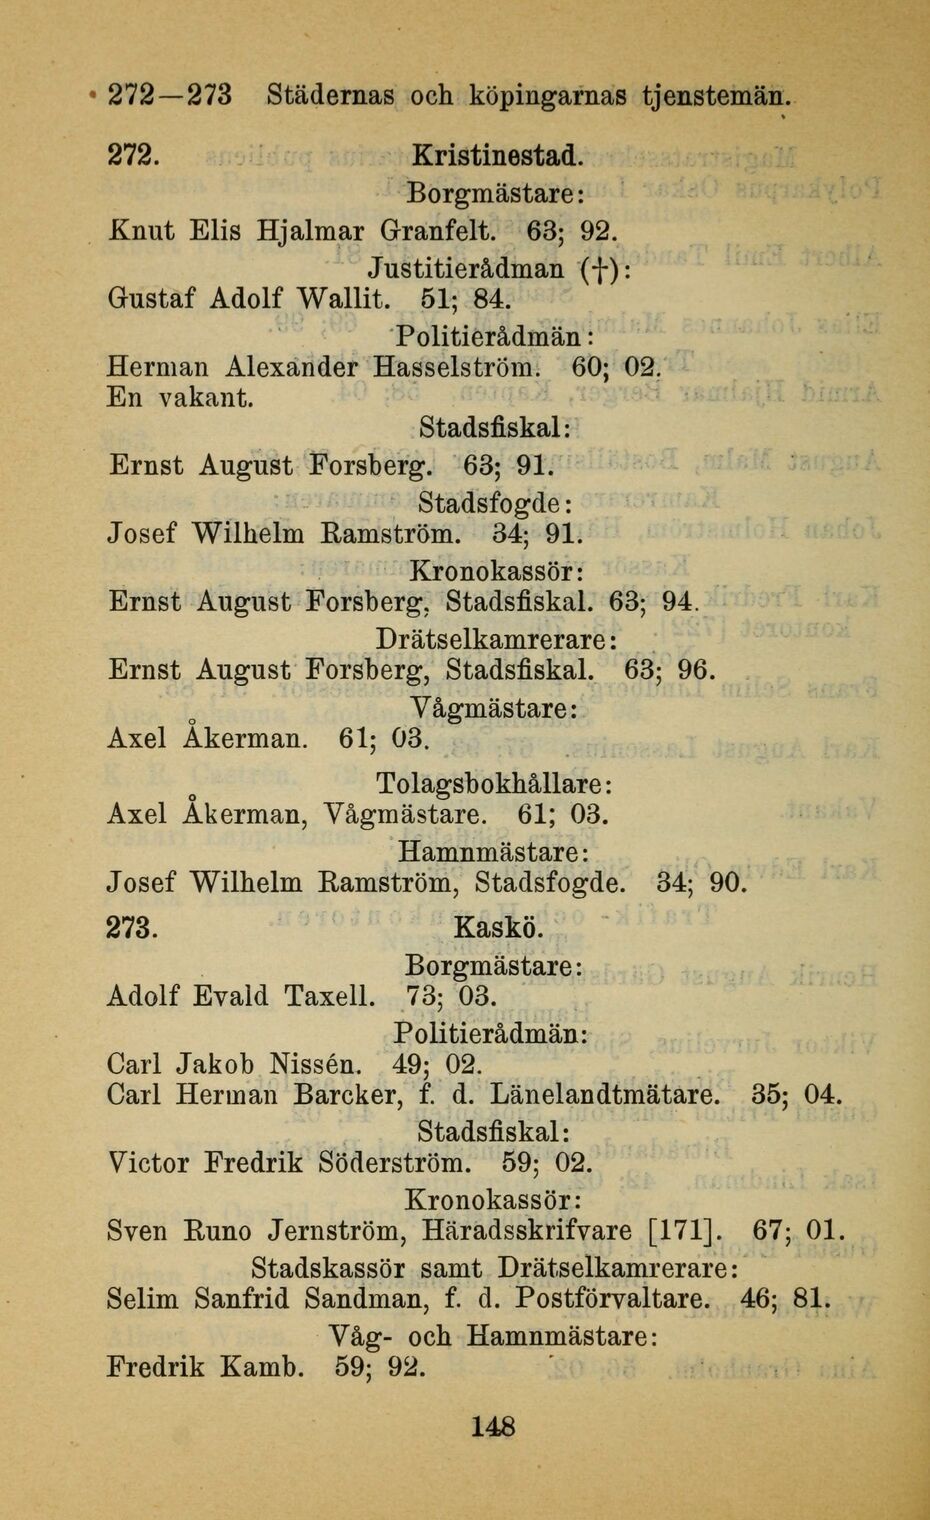 272—273 Städernas och köpingarnas tjenstemän.
272. Kristinestad.
Borgmästare:
Knut Elis Hjalmar Granfelt. 63; 92.
Justitierådman (†):
Gustaf Adolf Wallit. 51; 84.
Politierådmän:
Herman Alexander Hasselström. 60; 02.
En vakant.
Stadsfiskal:
Ernst August Forsberg. 63; 91.
Stadsfogde:
Josef Wilhelm Ramström. 34; 91.
Kronokassör:
Ernst August Forsberg, Stadsfiskal. 63; 94.
Drätselkamrerare:
Ernst August Forsberg, Stadsfiskal. 63; 96.
Vågmästare:
Axel Åkerman. 61; 03.
Tolagsbokhållare:
Axel Åkerman, Vågmästare. 61; 03.
Hamnmästare:
Josef Wilhelm Ramström, Stadsfogde. 34; 90.
273. Kaskö.
Borgmästare:
Adolf Evald Taxell. 73; 03.
Politierådmän:
Carl Jakob Nissén. 49; 02.
Carl Herman Barcker, f. d. Länelandtmätare. 35; 04.
Stadsfiskal:
Victor Fredrik Söderström. 59; 02.
Kronokassör:
Sven Runo Jernström, Häradsskrifvare [171]. 67; 01.
Stadskassör samt Drätselkamrerare:
Selim Sanfrid Sandman, f. d. Postförvaltare. 46; 81.
Våg- och Hamnmästare:
Fredrik Kamb. 59; 92.
148